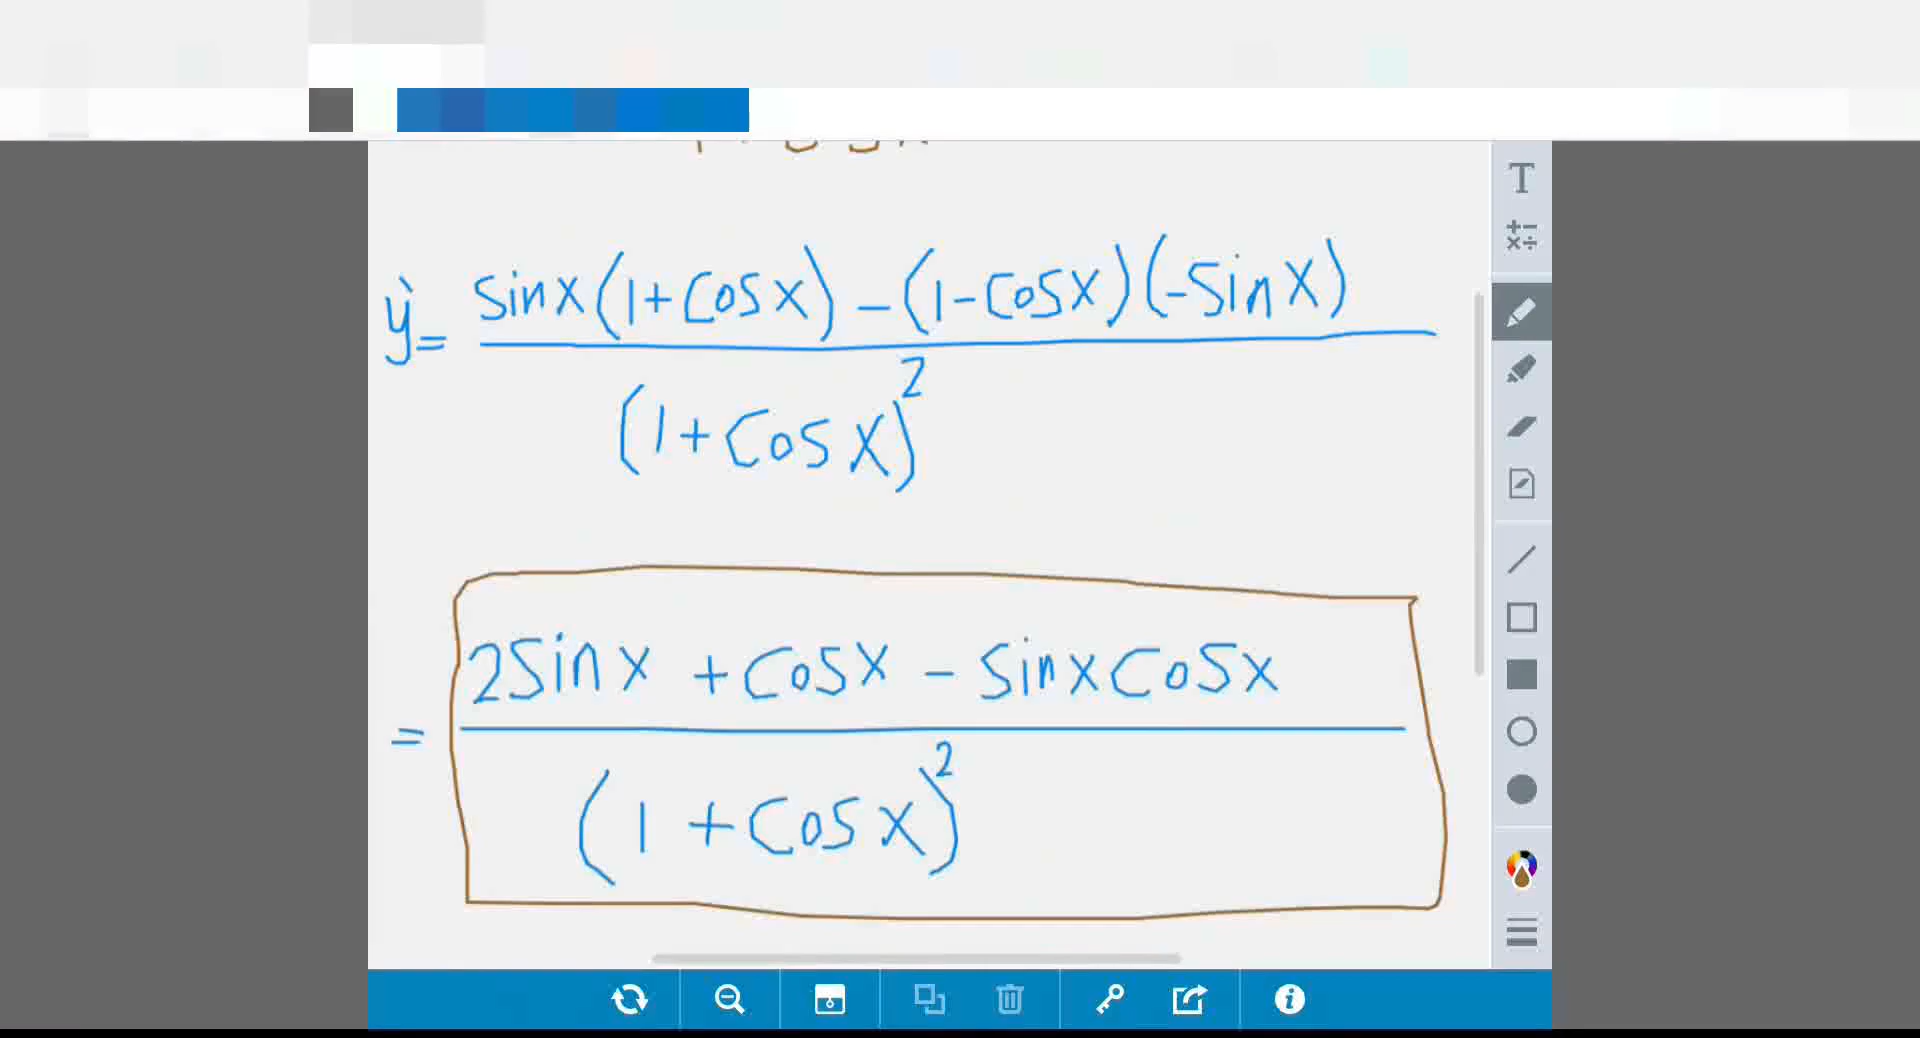 y' = sinx(1+cosx) - (1-cosx)(-sinx)
(1+cosx)²
= 2sinx + cosx - sinxcosx
(1 + cosx)²
T